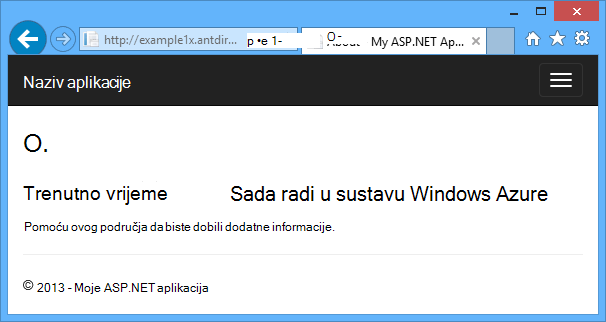 http://example1x.antdir... p •e 1- O- My ASP.NET Ap...
Naziv aplikacije
O.
Trenutno vrijeme Sada radi u sustavu Windows Azure
Pomoću ovog područja da biste dobili dodatne informacije.
© 2013 - Moje ASP.NET aplikacija